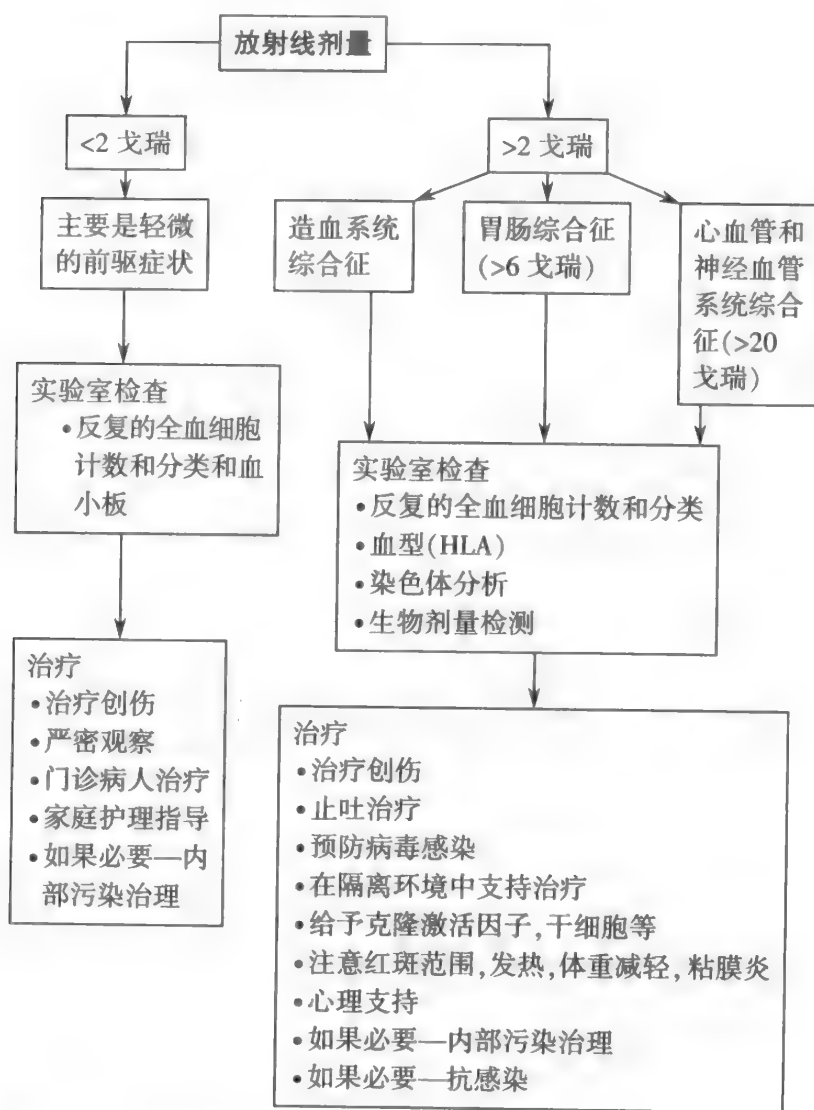 放射线剂量
<2 戈瑞
>2 戈瑞
主要是轻微
的前驱症状
造血系统
综合征
胃肠综合征
(>6 戈瑞)
心血管和
神经血管
系统综合
征(>20
戈瑞)
实验室检查
•反复的全血细胞
计数和分类和血
小板
实验室检查
•反复的全血细胞计数和分类
•血型(HLA)
•染色体分析
•生物剂量检测
治疗
•治疗创伤
•严密观察
•门诊病人治疗
•家庭护理指导
•如果必要—内
部污染治理
治疗
•治疗创伤
•止吐治疗
•预防病毒感染
•在隔离环境中支持治疗
•给予克隆激活因子,干细胞等
•注意红斑范围,发热,体重减轻,粘膜炎
•心理支持
•如果必要—内部污染治理
•如果必要—抗感染